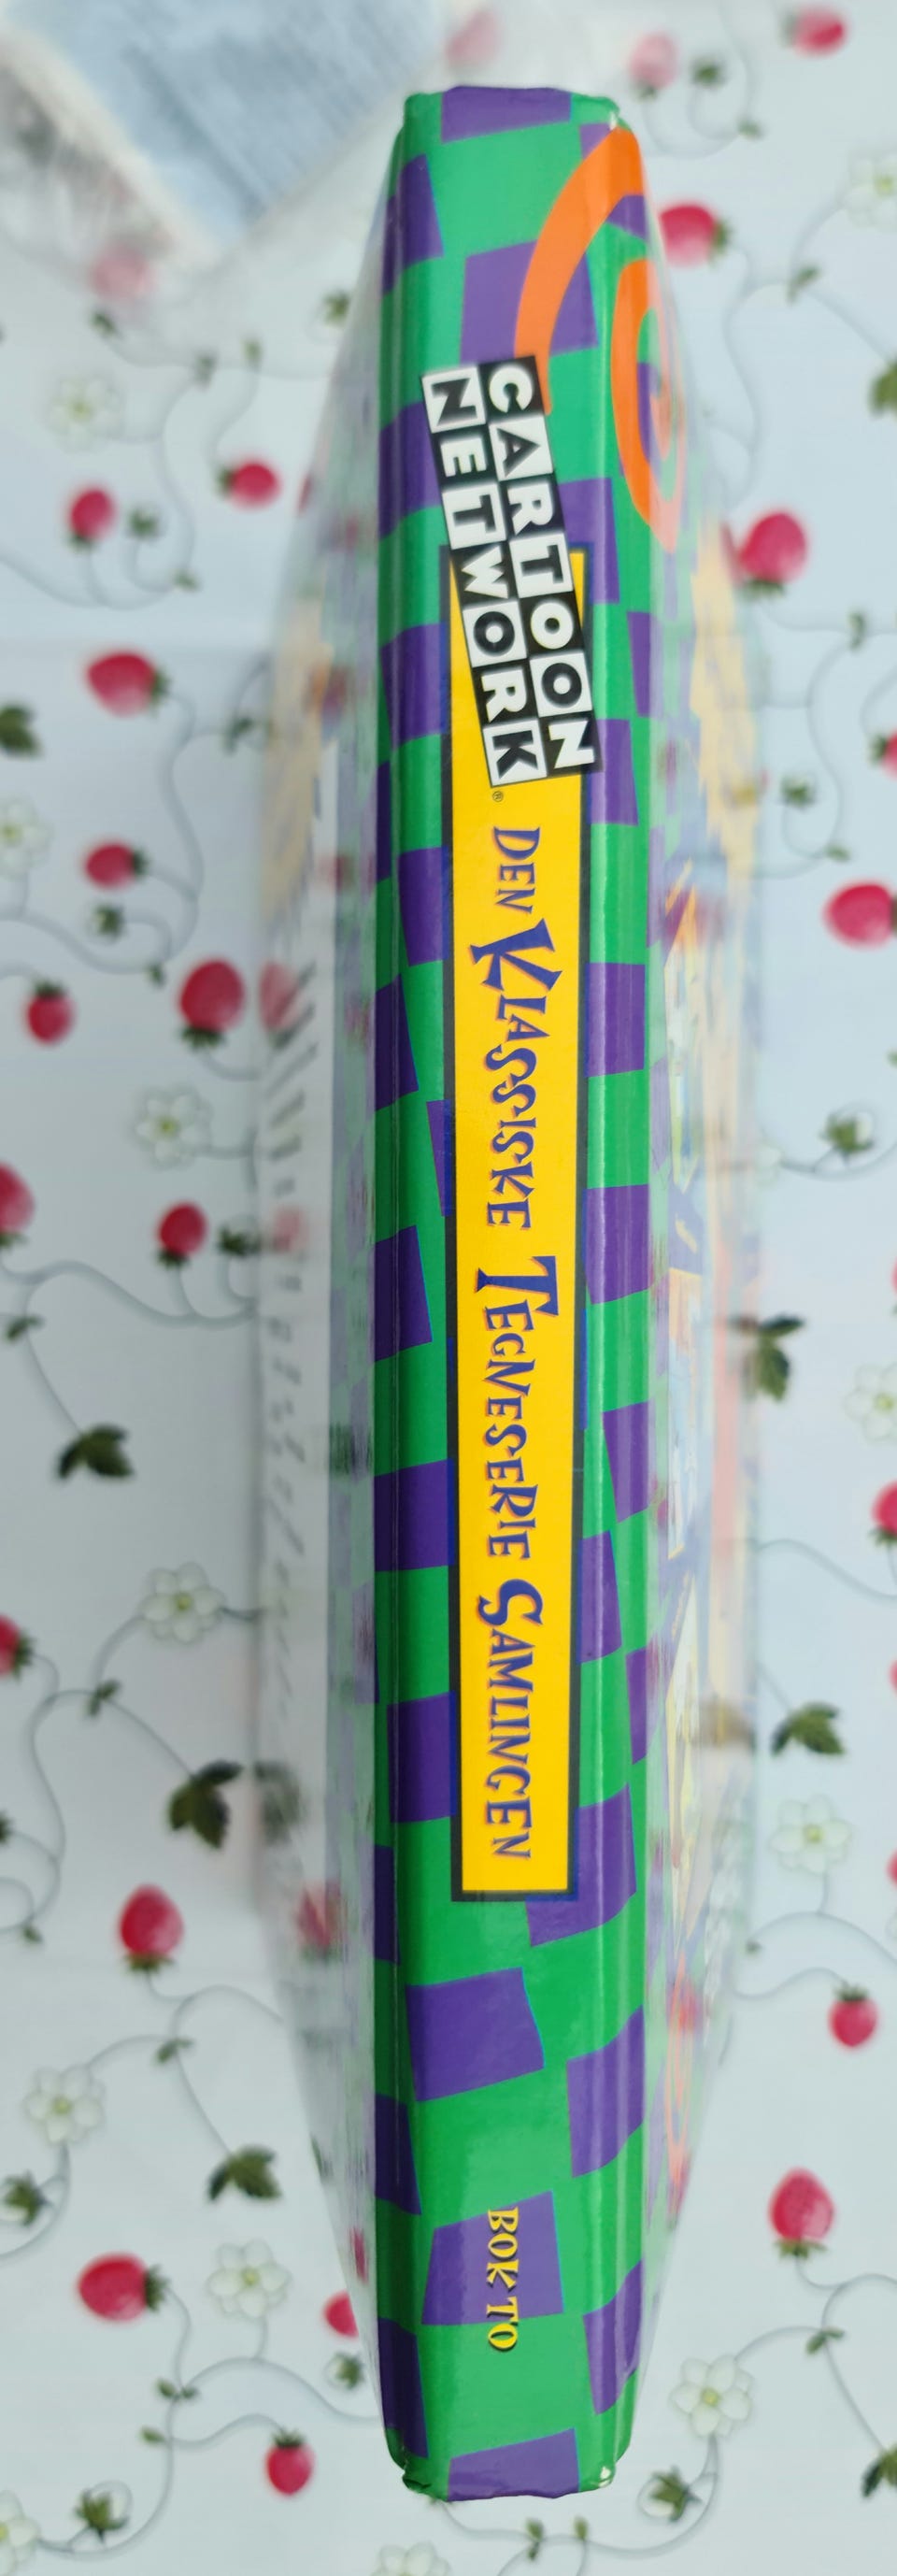 CARTOON
NETWORK®
DEN KLASSISKE TEGNESERIE SAMLINGEN
BOK TO